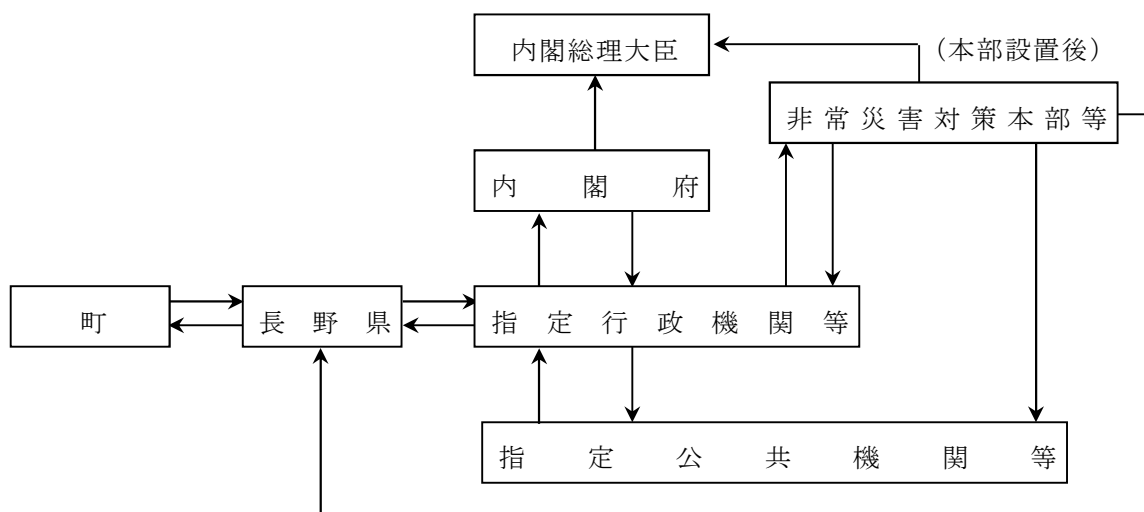 内閣総理大臣
（本部設置後）
非常災害対策本部等
内閣府
町
長野県
指定行政機関等
指定公共機関等